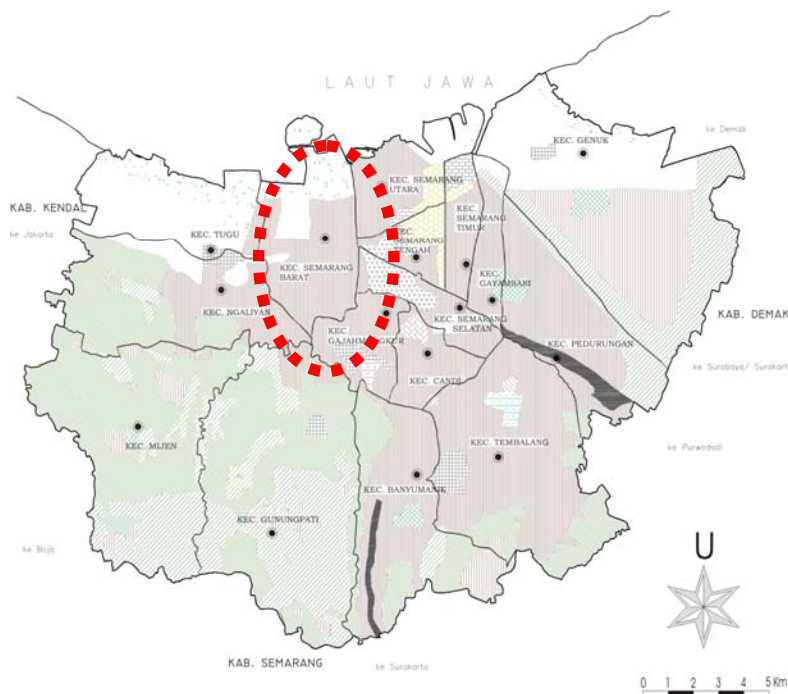 LAUT JAWA
ke Demak
KEC. GENUK
KEC. SEMARANG
UTARA
KAB. KENDAL
KEC.
SEMARANG
TIMUR
ke Jakarta
KEC. TUGU
KEC.
SEMARANG
TENGAH
KEC. SEMARANG
BARAT
KEC.
GAYAMSARI
KEC. NGALIYAN
KAB. DEMAK
KEC. SEMARANG
SELATAN
KEC.
GAJAHMUNGKUR
KEC. PEDURUNGAN
ke Surabaya/ Surakart
KEC. CANDI
KEC. MIJEN
KEC. TEMBALANG
ke Purwodadi
KEC. BANYUMANIK
KEC. GUNUNGPATI
U
ke Boja
KAB. SEMARANG
ke Surakarta
0 1 2 3 4 5 Km